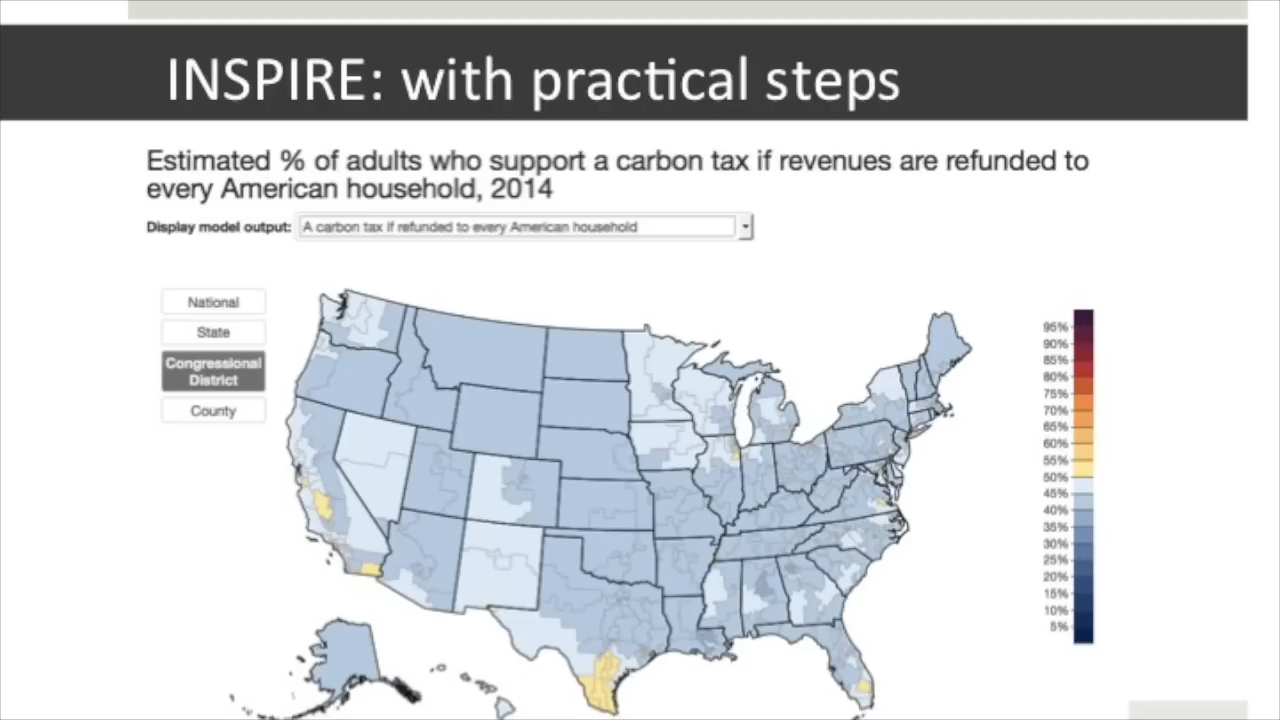 INSPIRE: with practical steps
Estimated % of adults who support a carbon tax if revenues are refunded to
every American household, 2014
Display model output: A carbon tax if refunded to every American household
National
State
Congressional
District
County
95%
90%
85%
80%
75%
70%
65%
60%
55%
50%
45%
40%
35%
30%
25%
20%
15%
10%
5%